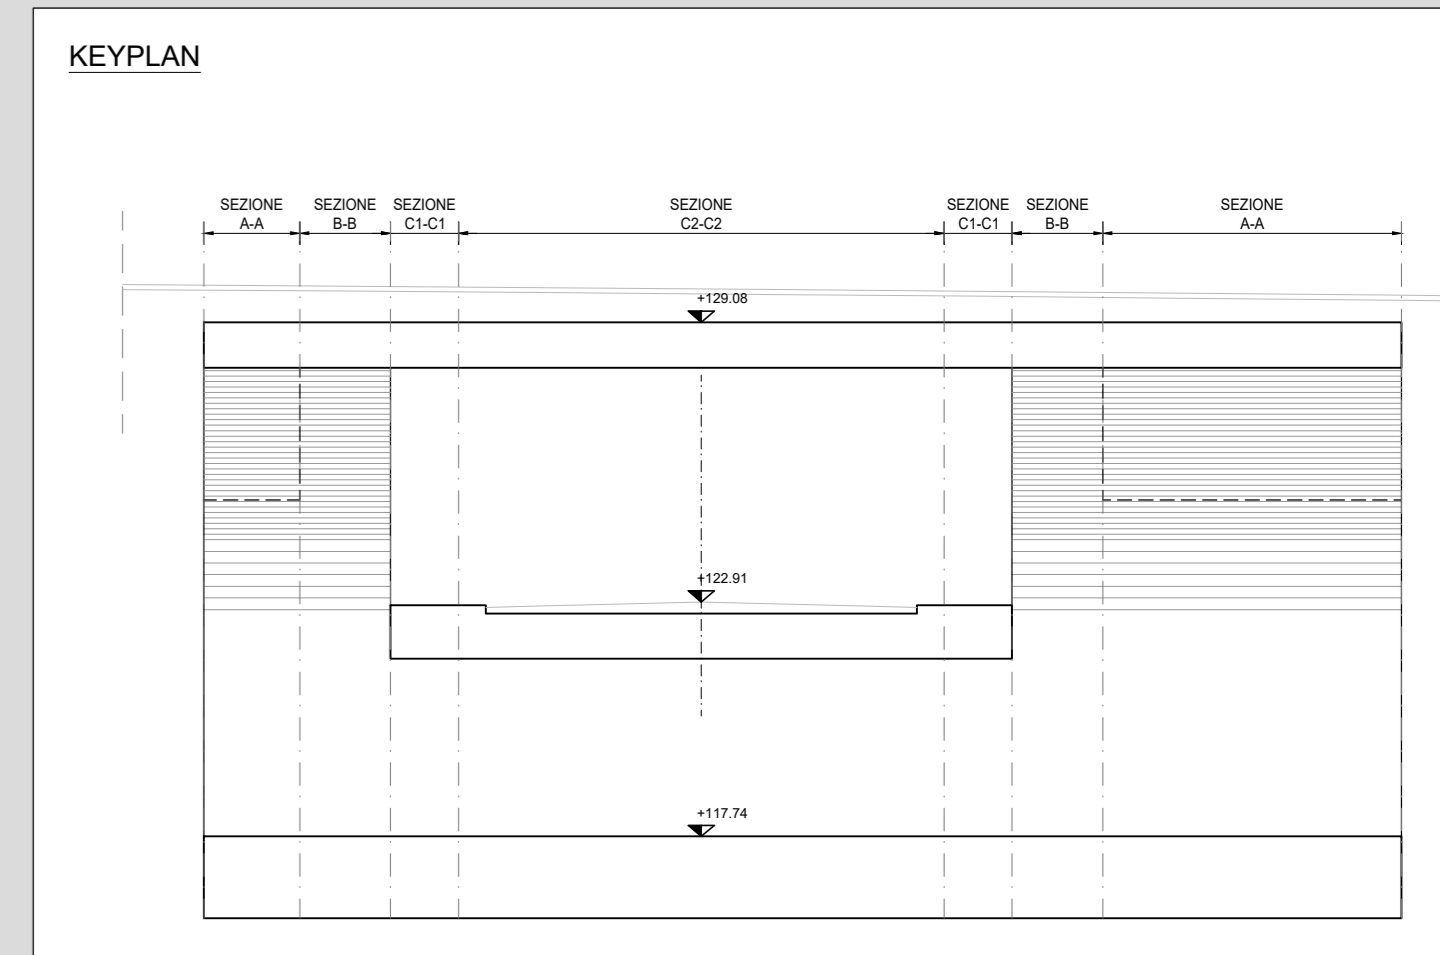 KEYPLAN
SEZIONE
A-A
SEZIONE
B-B
SEZIONE
C1-C1
SEZIONE
C2-C2
SEZIONE
C1-C1
SEZIONE
B-B
SEZIONE
A-A
+129.08
+122.91
+117.74